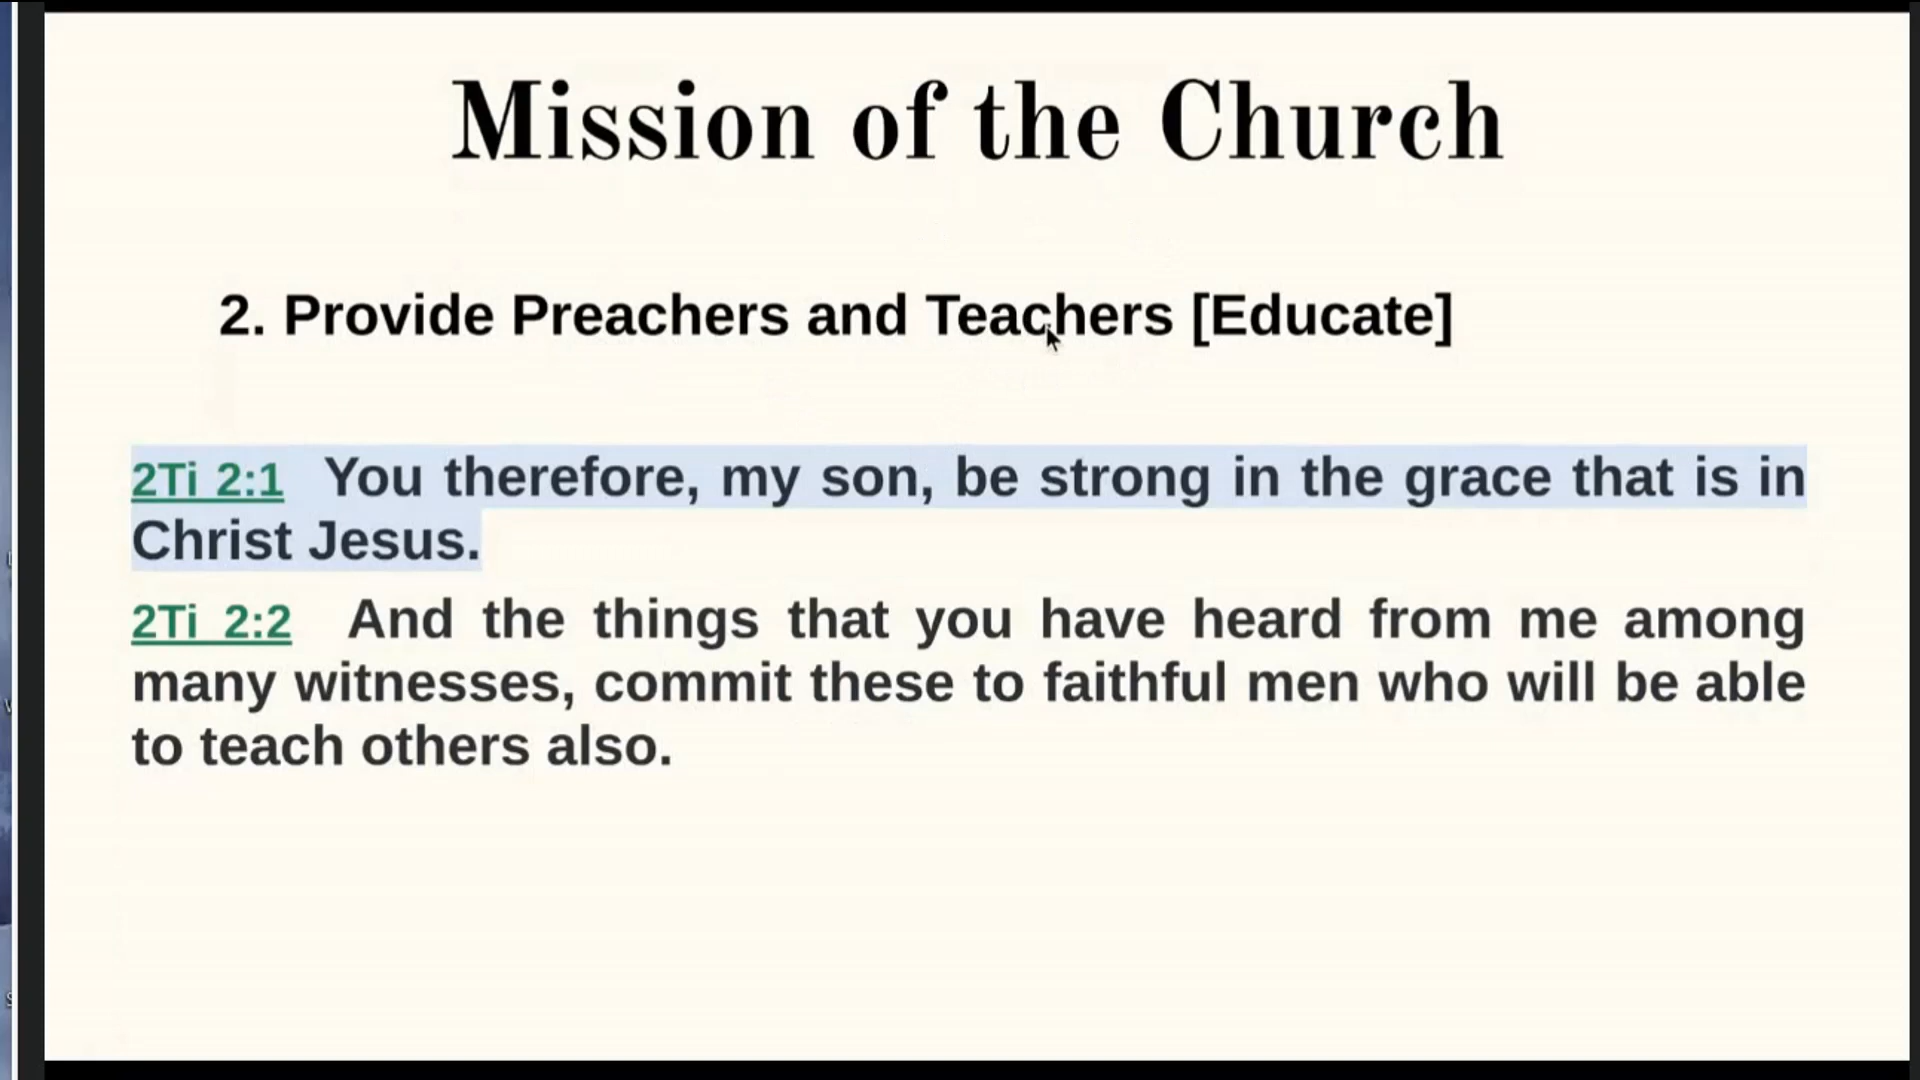 Mission of the Church
2. Provide Preachers and Teachers [Educate]
2Ti 2:1 You therefore, my son, be strong in the grace that is in
Christ Jesus.
2Ti 2:2 And the things that you have heard from me among
many witnesses, commit these to faithful men who will be able
to teach others also.